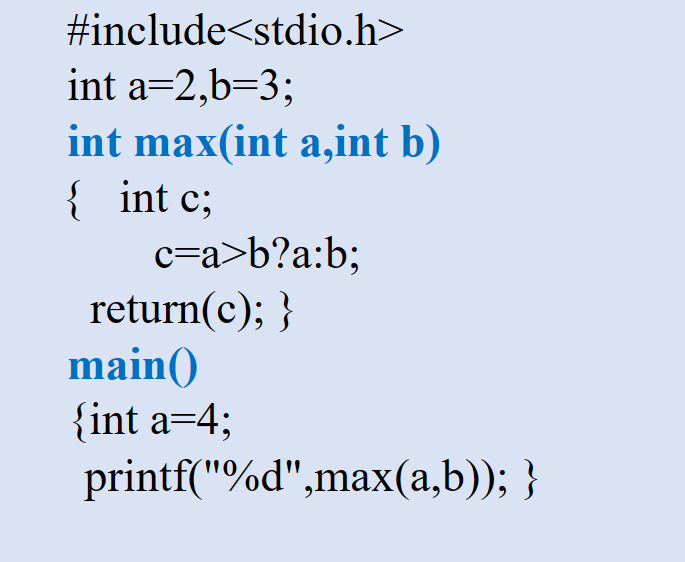 #include<stdio.h>
int a=2,b=3;
int max(int a,int b)
{ int c;
c=a>b?a:b;
return(c); }
main()
{int a=4;
printf("%d",max(a,b)); }